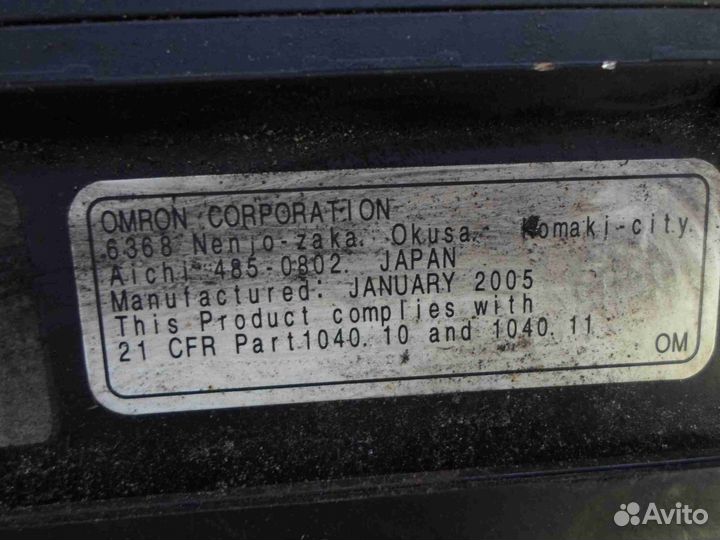 OMRON CORPORATION
6368 Nenjo-zaka. Okusa. Komaki-city.
Aichi 485-0802. JAPAN
Manufactured: JANUARY 2005
This Product complies with
21 CFR Part1040.10 and 1040.11
OM
Avito